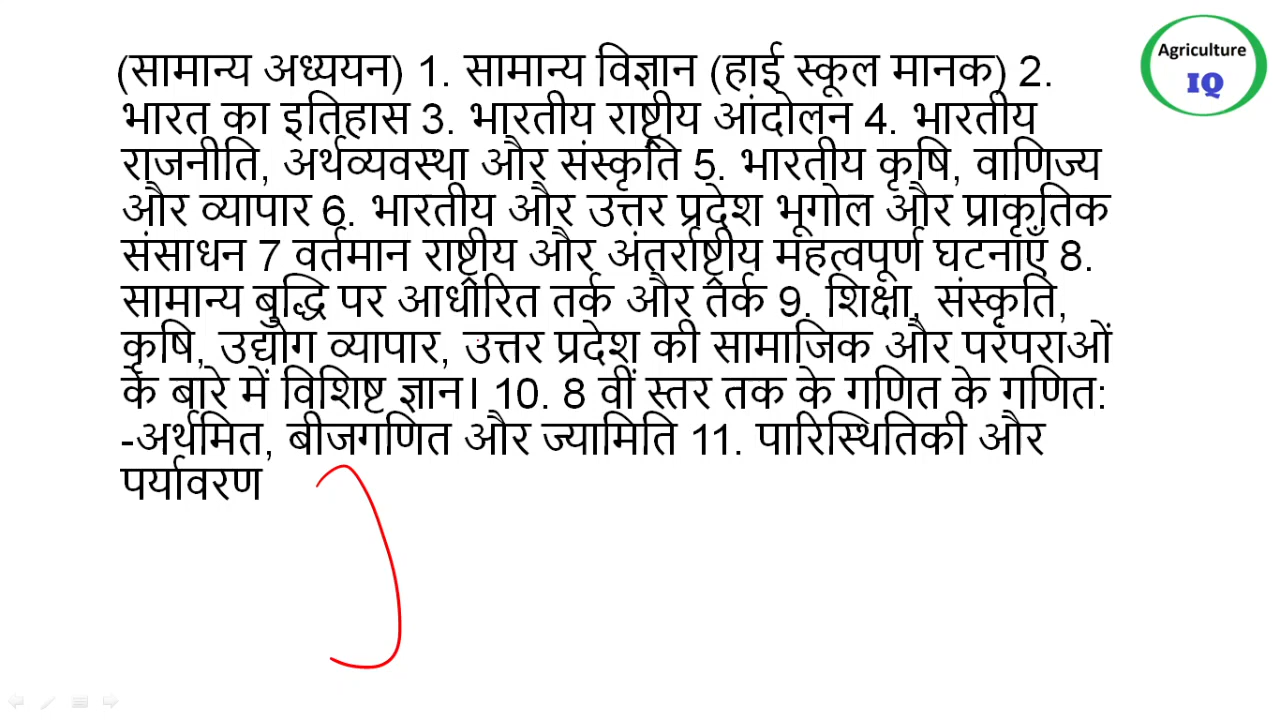 Agriculture
IQ
(सामान्य अध्ययन) 1. सामान्य विज्ञान (हाई स्कूल मानक) 2.
भारत का इतिहास 3. भारतीय राष्ट्रीय आंदोलन 4. भारतीय
राजनीति, अर्थव्यवस्था और संस्कृति 5. भारतीय कृषि, वाणिज्य
और व्यापार 6. भारतीय और उत्तर प्रदेश भूगोल और प्राकृतिक
संसाधन 7 वर्तमान राष्ट्रीय और अंतर्राष्ट्रीय महत्वपूर्ण घटनाएँ 8.
सामान्य बुद्धि पर आधारित तर्क और तर्क 9. शिक्षा, संस्कृति,
कृषि, उद्योग व्यापार, उत्तर प्रदेश की सामाजिक और परंपराओं
के बारे में विशिष्ट ज्ञान। 10. 8 वीं स्तर तक के गणित के गणित:
-अर्थमित, बीजगणित और ज्यामिति 11. पारिस्थितिकी और
पर्यावरण